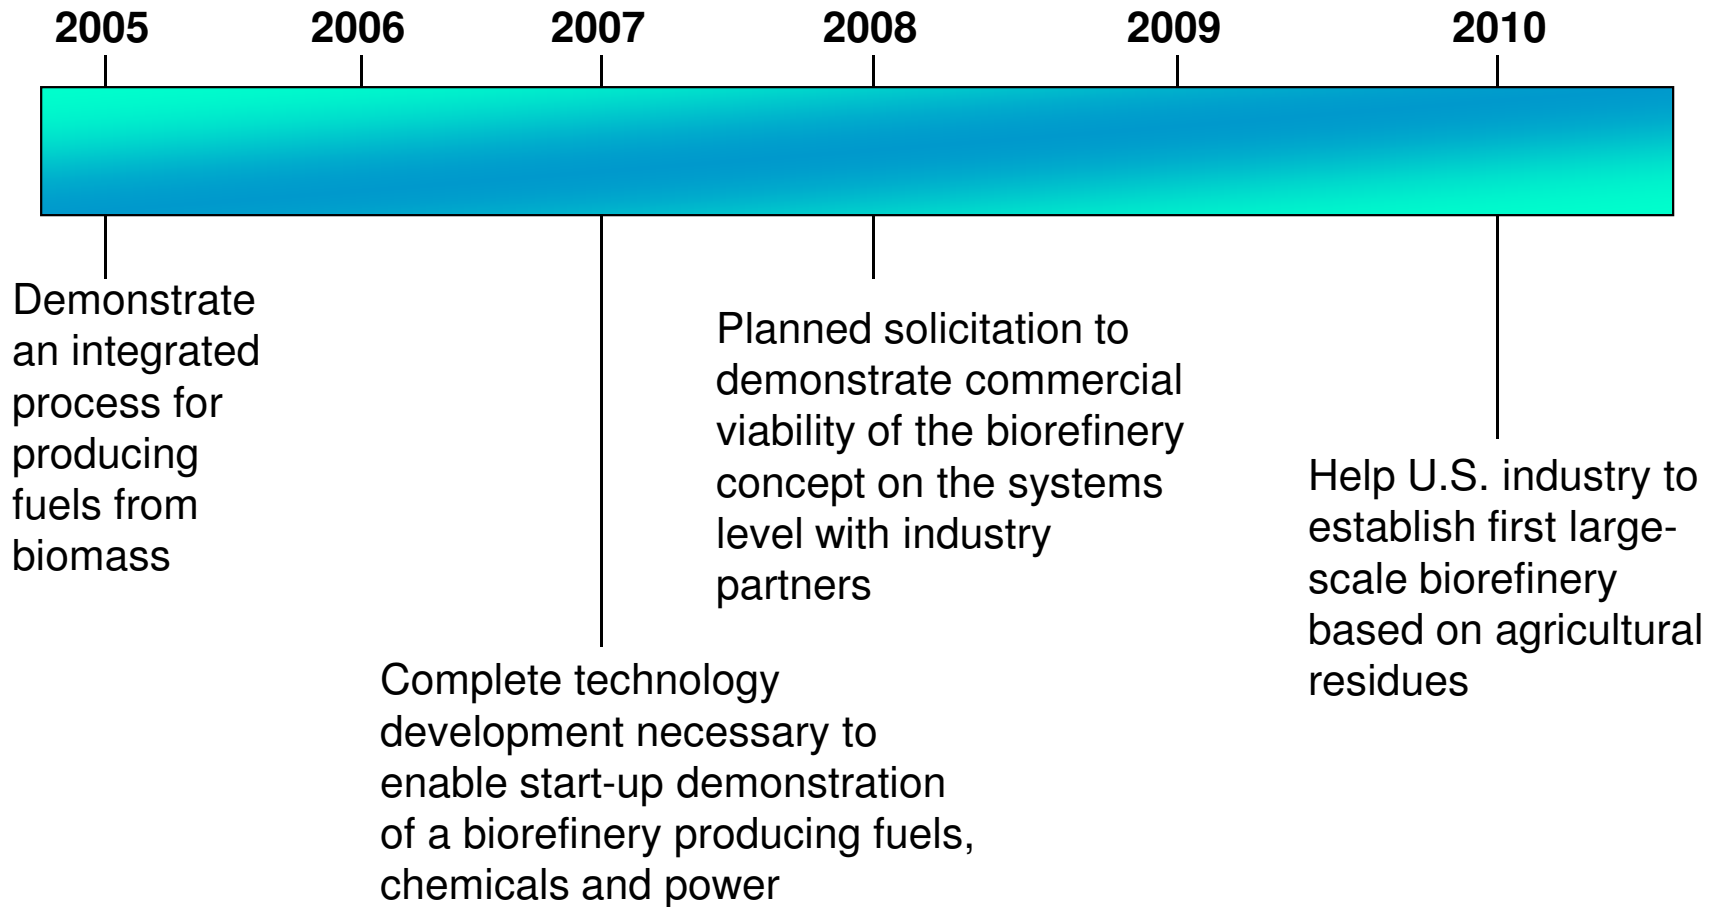 2005 2006 2007 2008 2009 2010
Demonstrate
an integrated
process for
producing
fuels from
biomass
Complete technology
development necessary to
enable start-up demonstration
of a biorefinery producing fuels,
chemicals and power
Planned solicitation to
demonstrate commercial
viability of the biorefinery
concept on the systems
level with industry
partners
Help U.S. industry to
establish first large-
scale biorefinery
based on agricultural
residues